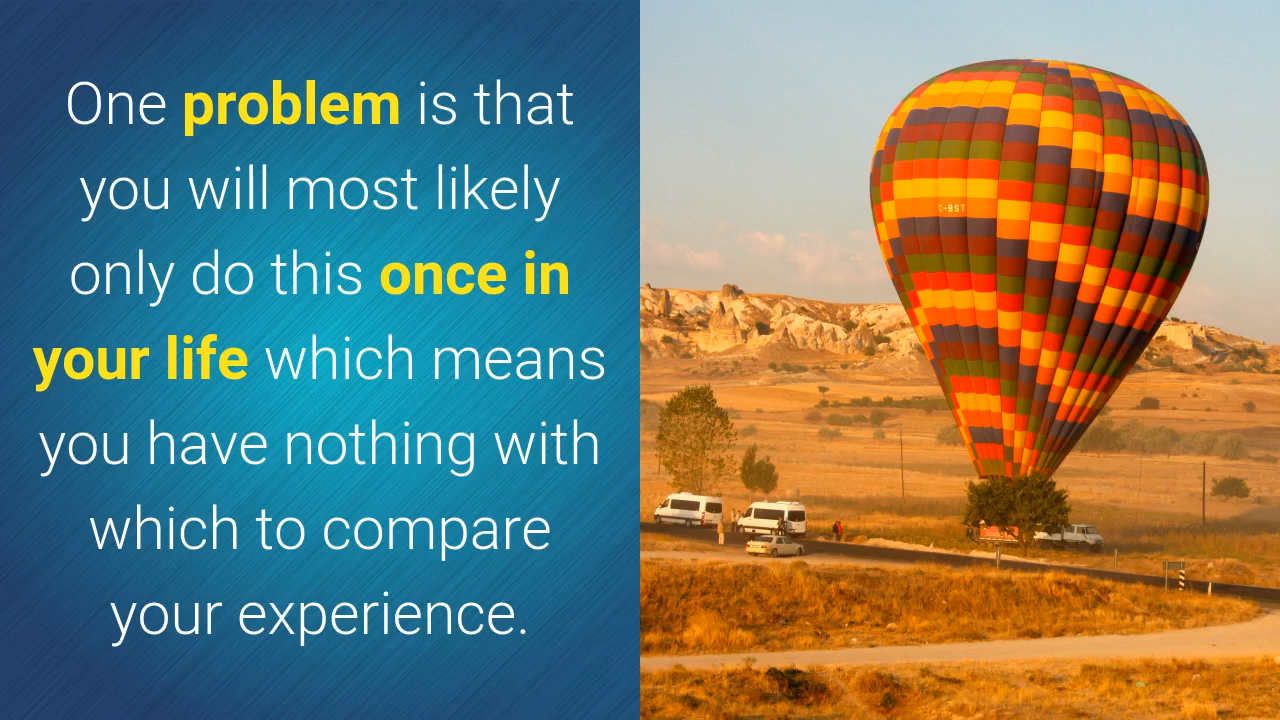 One problem is that
you will most likely
only do this once in
your life which means
you have nothing with
which to compare
your experience.
C-BST